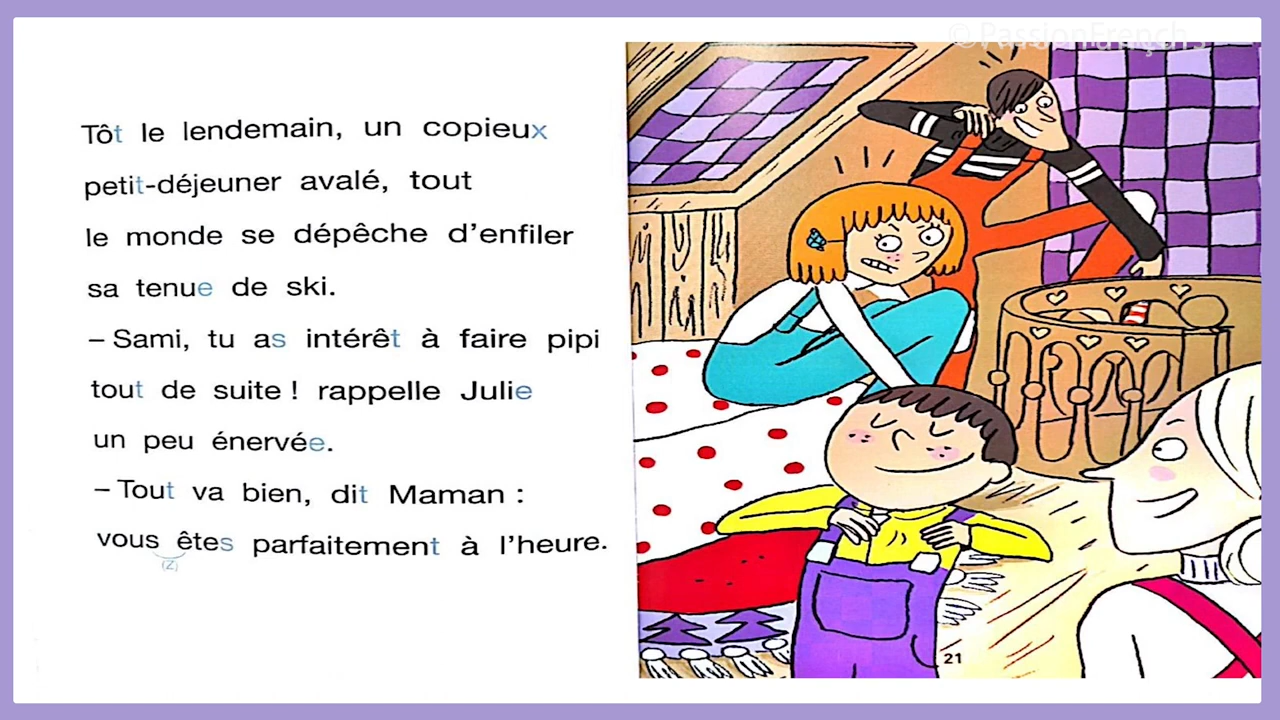 © PassionFrançh's
Tôt le lendemain, un copieux
petit-déjeuner avalé, tout
le monde se dépêche d'enfiler
sa tenue de ski.
– Sami, tu as intérêt à faire pipi
tout de suite ! rappelle Julie
un peu énervée.
– Tout va bien, dit Maman :
vous êtes parfaitement à l'heure.
(Z)
21